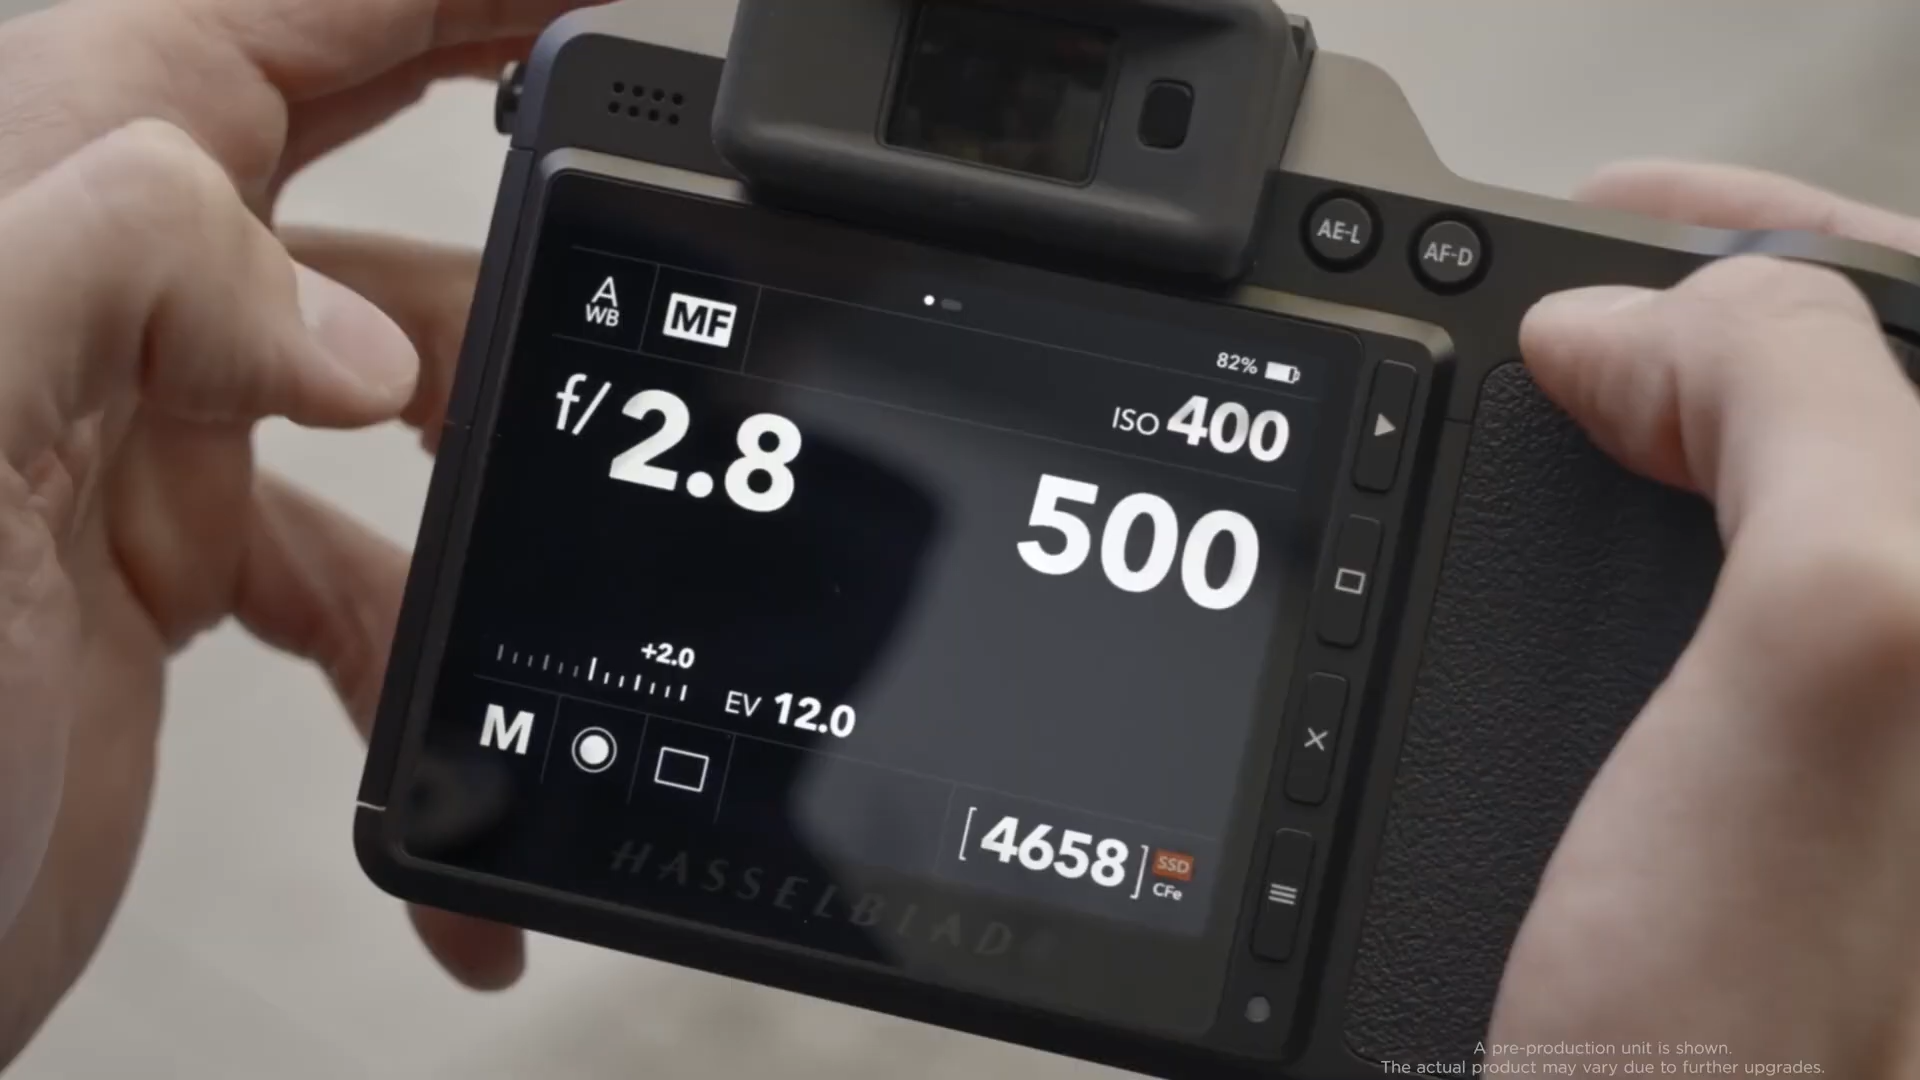 AE-L
AF-D
A
WB
MF
82%
ISO 400
f/2.8
500
+2.0
EV 12.0
M
[4658]
SSD
CFe
HASSELBLAD
A pre-production unit is shown.
The actual product may vary due to further upgrades.